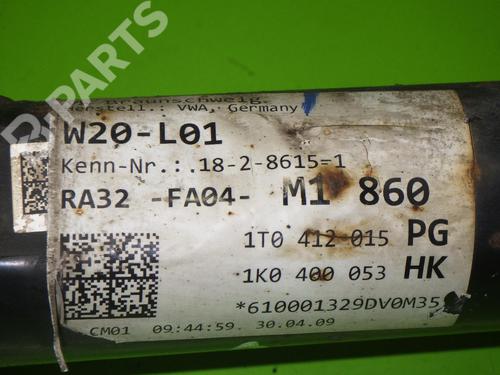 B-PARTS
Braunschweig.
Herstell.: VWA, Germany
W20-L01
Kenn-Nr.:.18-2-8615=1
RA32 -FA04- M1 860
1T0 412 015 PG
1K0 400 053 HK
*610001329DV0M35
CM01 09:44:59 30.04.09